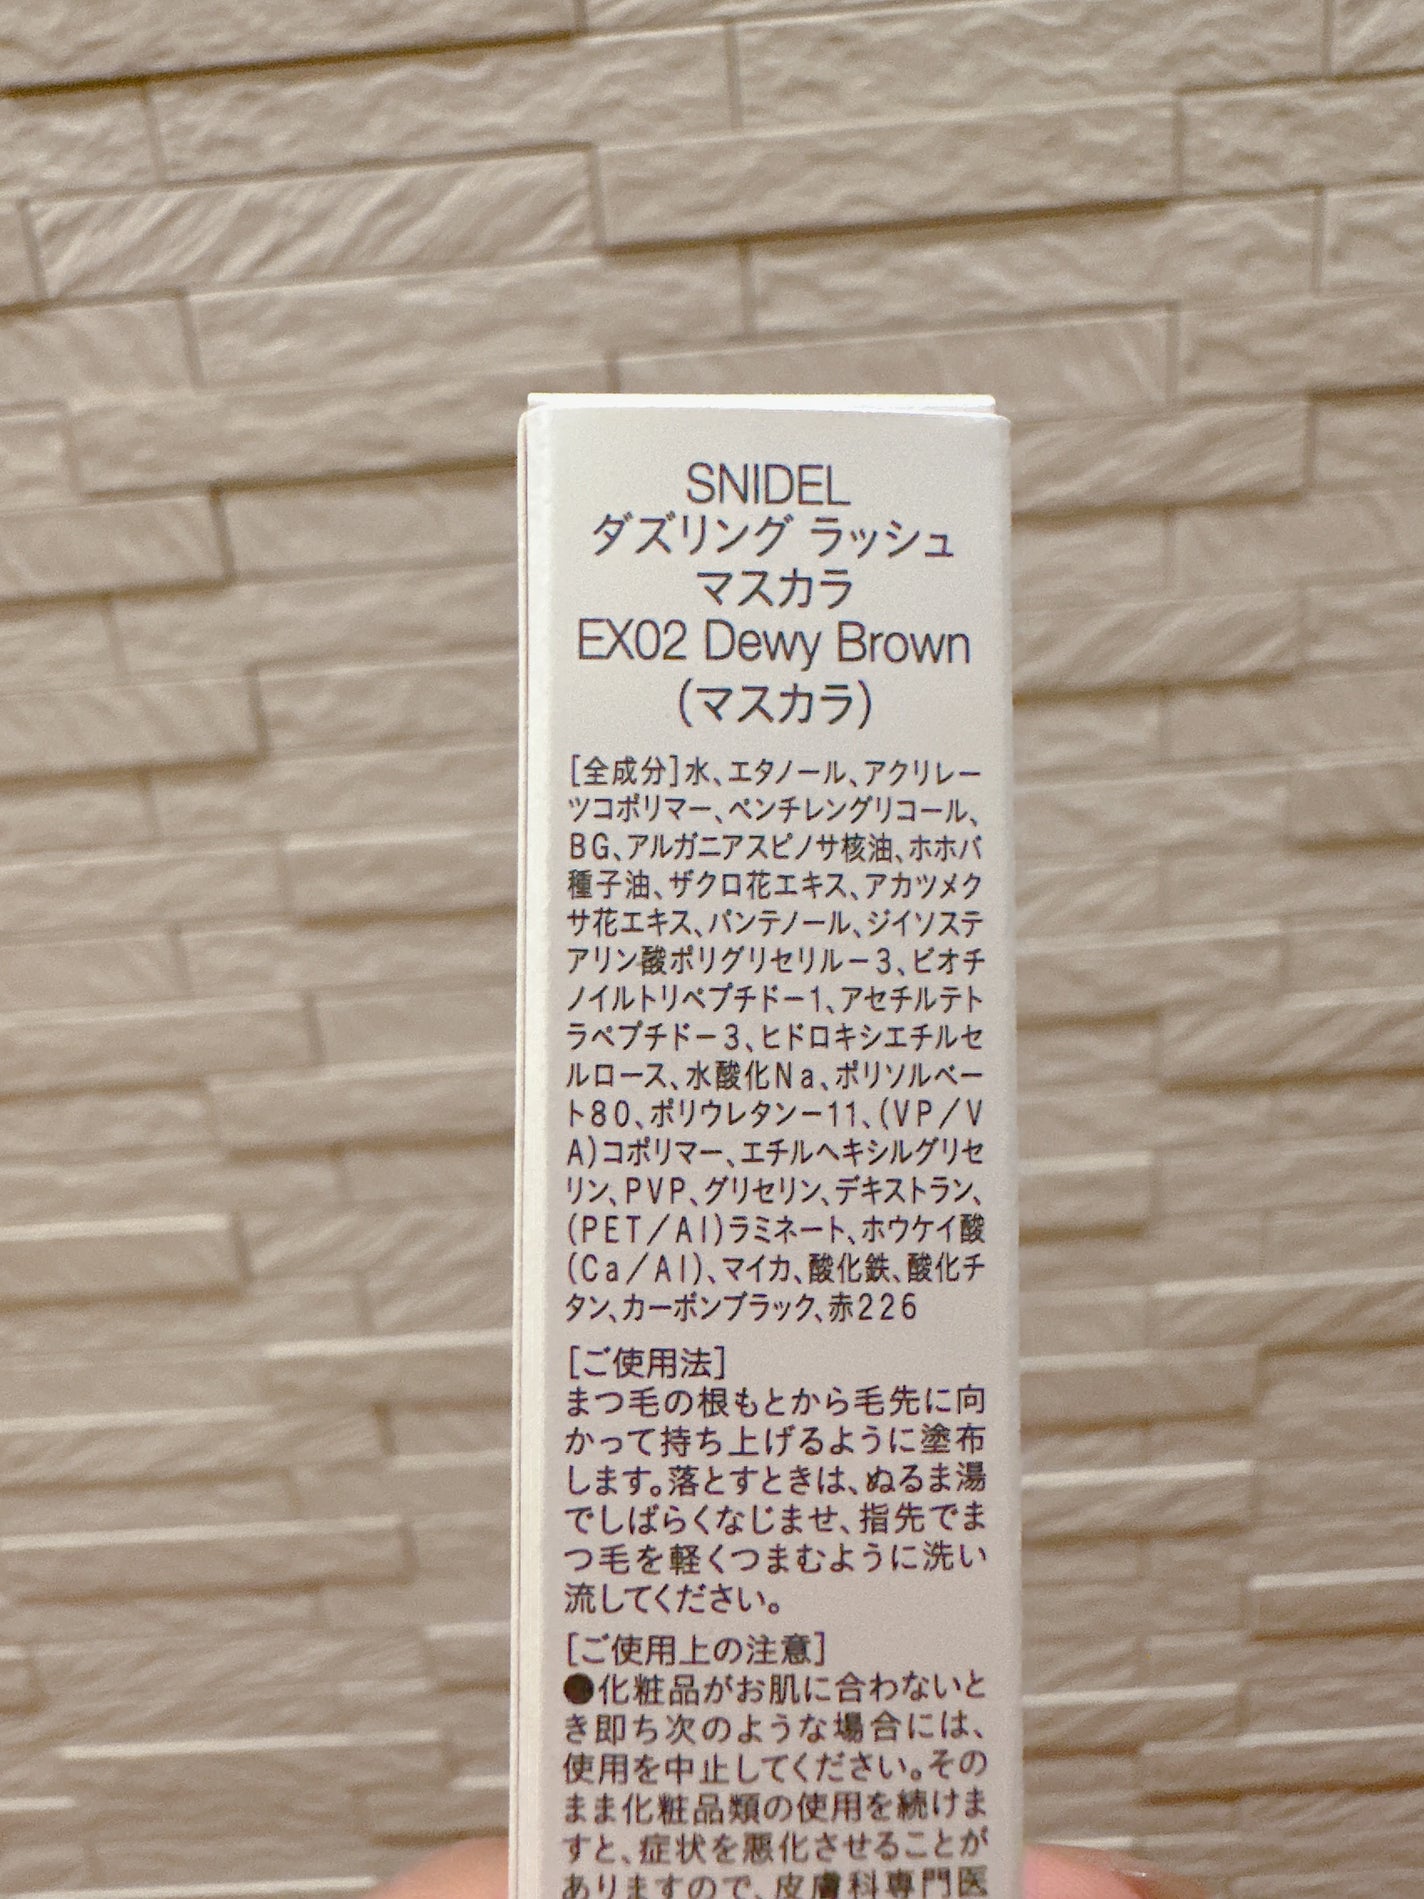 SNIDEL
ダズリング ラッシュ
マスカラ
EX02 Dewy Brown
(マスカラ)
[全成分]水、エタノール、アクリレー
ツコポリマー、ペンチレングリコール、
BG、アルガニアスピノサ核油、ホホバ
種子油、ザクロ花エキス、アカツメク
サ花エキス、パンテノール、ジイソステ
アリン酸ポリグリセリルー3、ビオチ
ノイルトリペプチドー1、アセチルテト
ラペプチドー3、ヒドロキシエチルセ
ルロース、水酸化Na、ポリソルベー
ト80、ポリウレタンー11、(VP/V
A)コポリマー、エチルヘキシルグリセ
リン、PVP、グリセリン、デキストラン、
(PET/Al)ラミネート、ホウケイ酸
(Ca/Al)、マイカ、酸化鉄、酸化チ
タン、カーボンブラック、赤226
[ご使用法]
まつ毛の根もとから毛先に向
かって持ち上げるように塗布
します。落とすときは、ぬるま湯
でしばらくなじませ、指先でま
つ毛を軽くつまむように洗い
流してください。
[ご使用上の注意]
●化粧品がお肌に合わないと
き即ち次のような場合には、
使用を中止してください。その
まま化粧品類の使用を続けま
すと、症状を悪化させることが
ありますので、皮膚科専門医